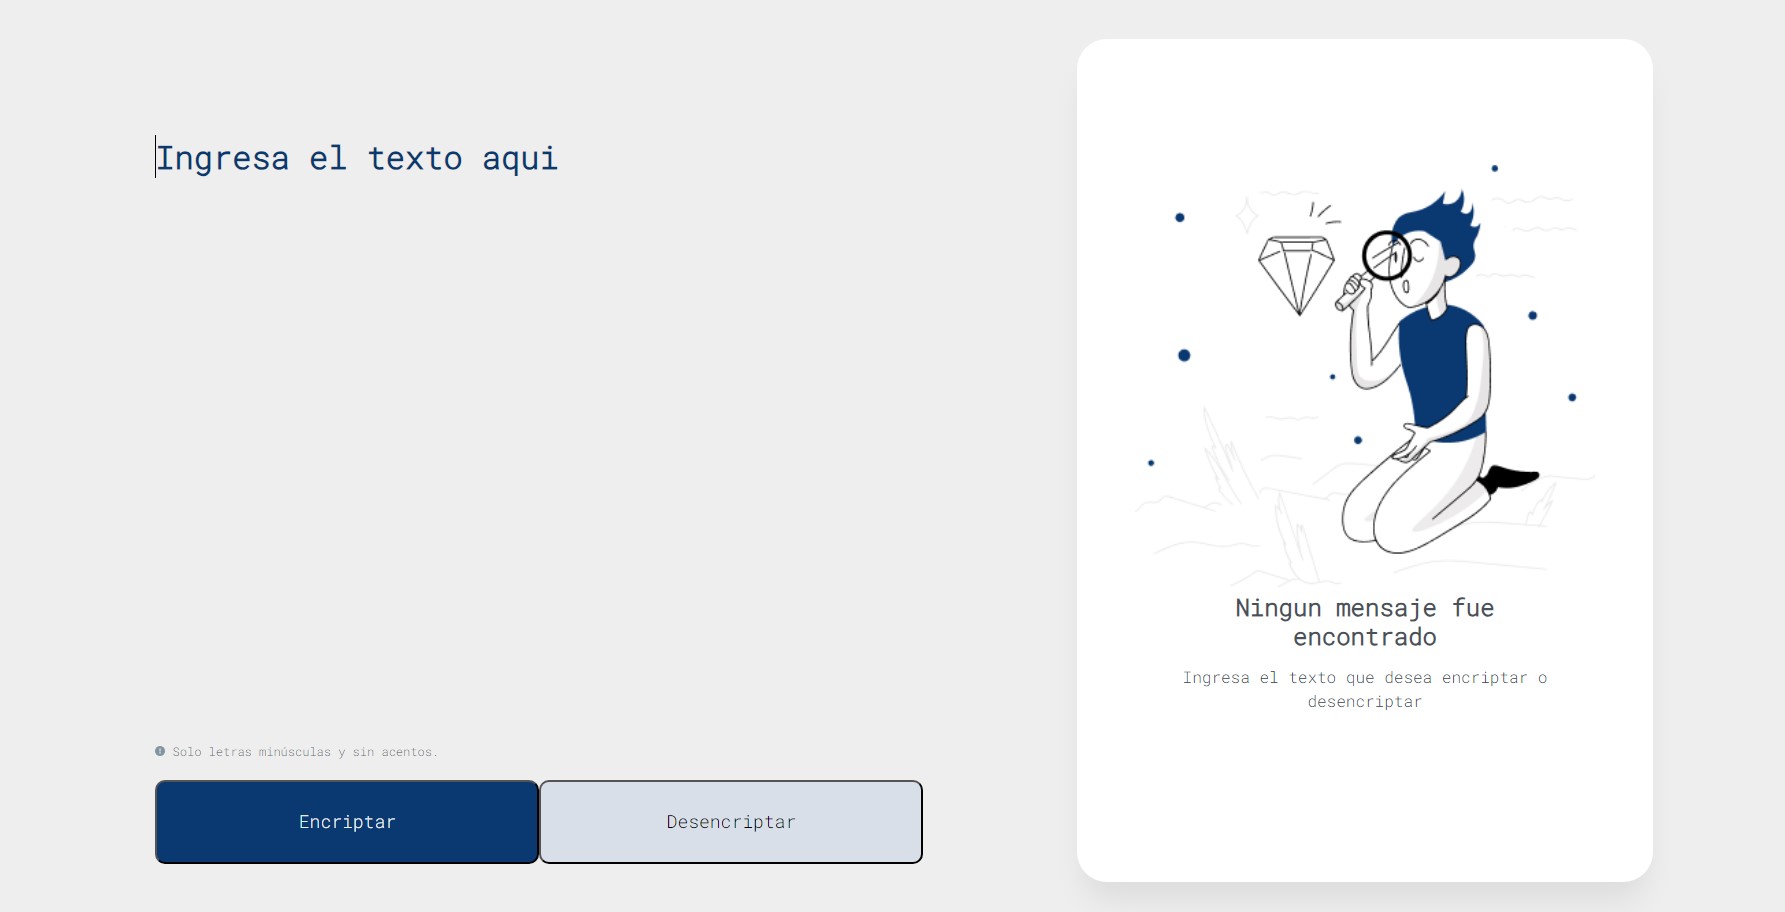 Ingresa el texto aqui
Solo letras minúsculas y sin acentos.
Encriptar
Desencriptar
Ningun mensaje fue
encontrado
Ingresa el texto que desea encriptar o
desencriptar